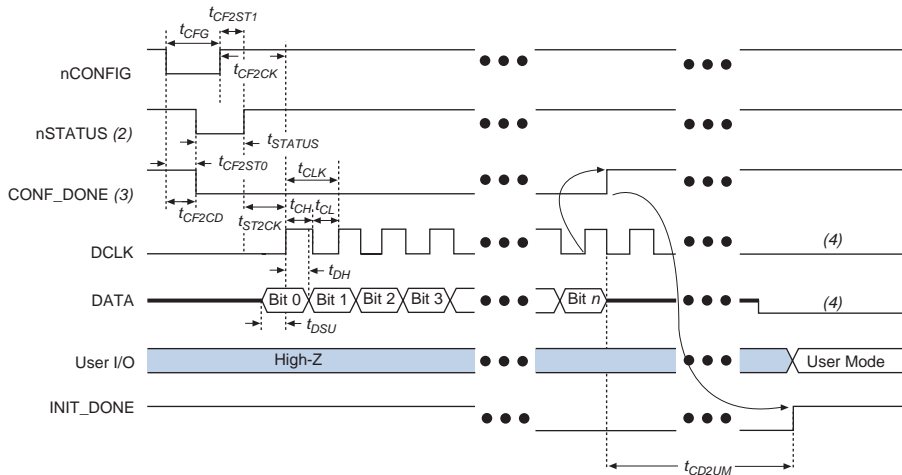 tCF2ST1
tCFG
nCONFIG
tCF2CK
nSTATUS (2)
tSTATUS
tCF2ST0
tCLK
CONF_DONE (3)
tCF2CD
tST2CK
tCH
tCL
DCLK
(4)
tDH
DATA
Bit 0
Bit 1
Bit 2
Bit 3
Bit n
(4)
tDSU
User I/O
High-Z
User Mode
INIT_DONE
tCD2UM